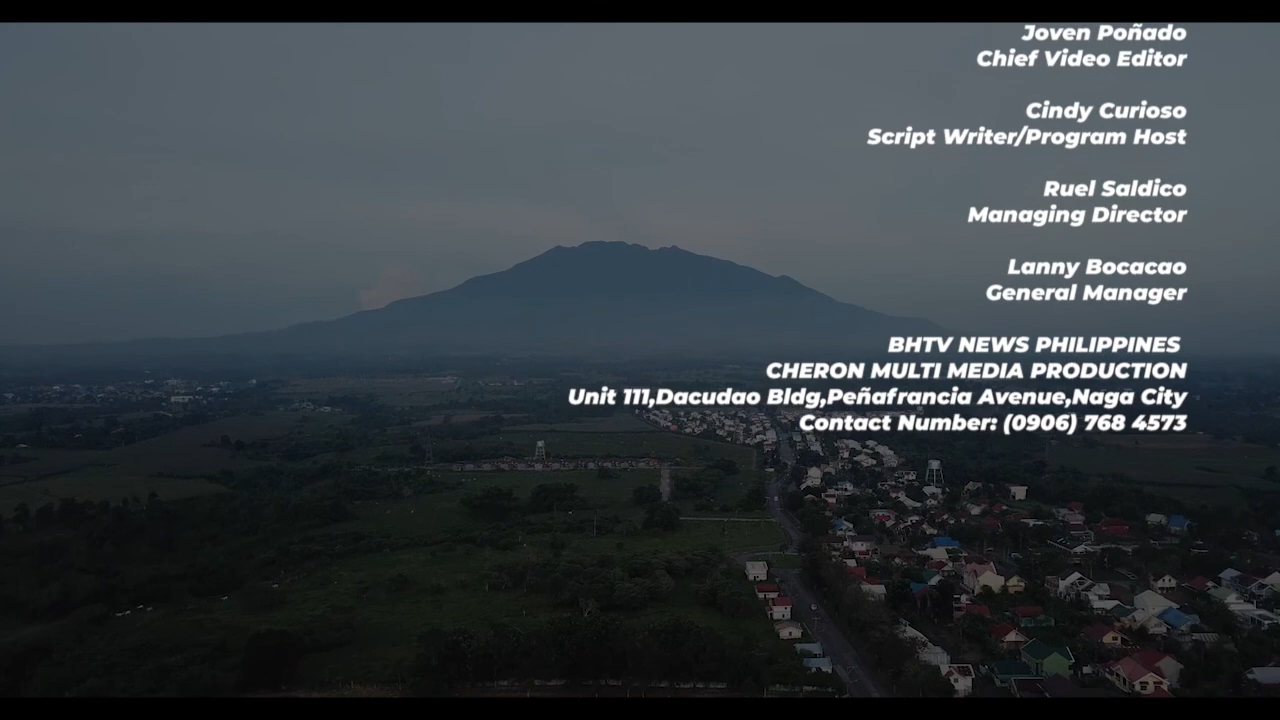 Joven Poñado
Chief Video Editor
Cindy Curioso
Script Writer/Program Host
Ruel Saldico
Managing Director
Lanny Bocacao
General Manager
BHTV NEWS PHILIPPINES
CHERON MULTI MEDIA PRODUCTION
Unit 111,Dacudao Bldg,Peñafrancia Avenue,Naga City
Contact Number: (0906) 768 4573